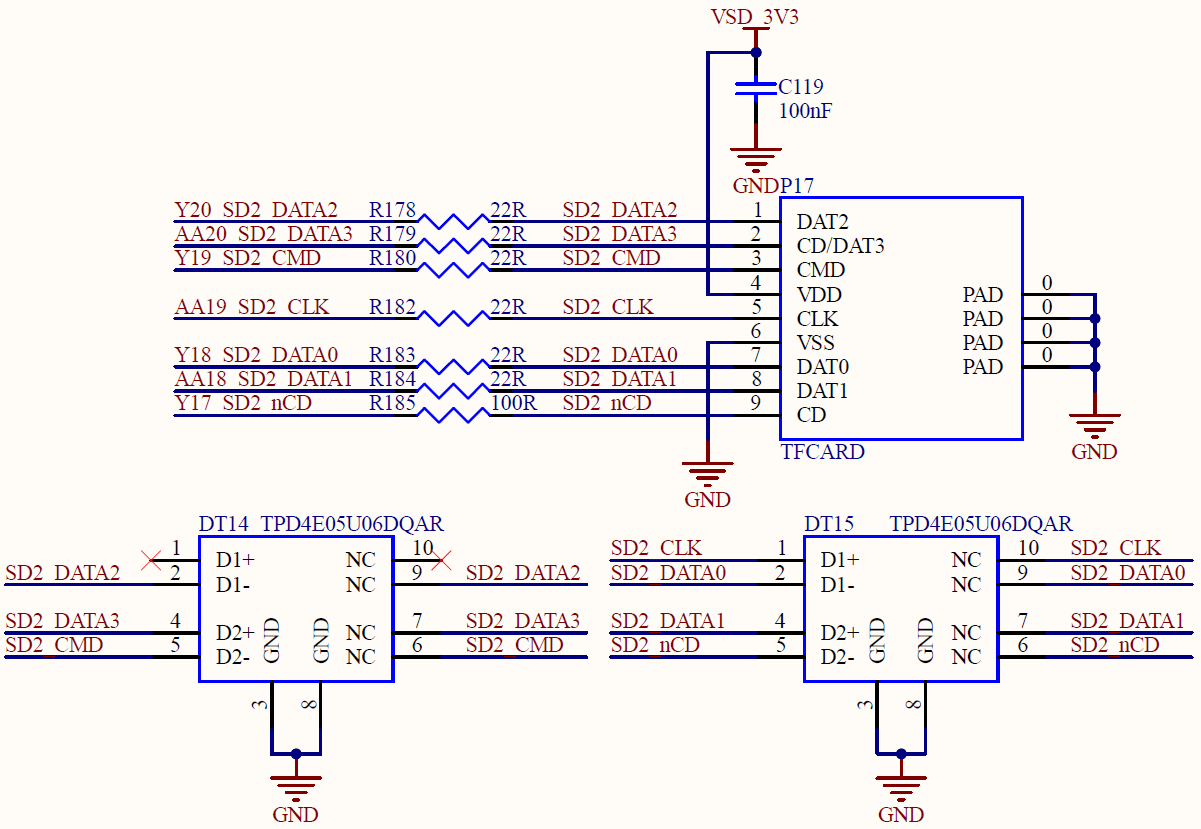 VSD_3V3
C119
100nF
GND P17
Y20_SD2_DATA2 R178 22R SD2_DATA2 1 DAT2
AA20_SD2_DATA3 R179 22R SD2_DATA3 2 CD/DAT3
Y19_SD2_CMD R180 22R SD2_CMD 3 CMD
4 VDD PAD 0
AA19_SD2_CLK R182 22R SD2_CLK 5 CLK PAD 0
6 VSS PAD 0
Y18_SD2_DATA0 R183 22R SD2_DATA0 7 DAT0 PAD 0
AA18_SD2_DATA1 R184 22R SD2_DATA1 8 DAT1
Y17_SD2_nCD R185 100R SD2_nCD 9 CD
TFCARD
GND
GND
DT14 TPD4E05U06DQAR
1 D1+ NC 10
SD2_DATA2 2 D1- NC 9 SD2_DATA2
SD2_DATA3 4 D2+ NC 7 SD2_DATA3
SD2_CMD 5 D2- NC 6 SD2_CMD
GND GND
3 8
GND
DT15 TPD4E05U06DQAR
SD2_CLK 1 D1+ NC 10 SD2_CLK
SD2_DATA0 2 D1- NC 9 SD2_DATA0
SD2_DATA1 4 D2+ NC 7 SD2_DATA1
SD2_nCD 5 D2- NC 6 SD2_nCD
GND GND
3 8
GND